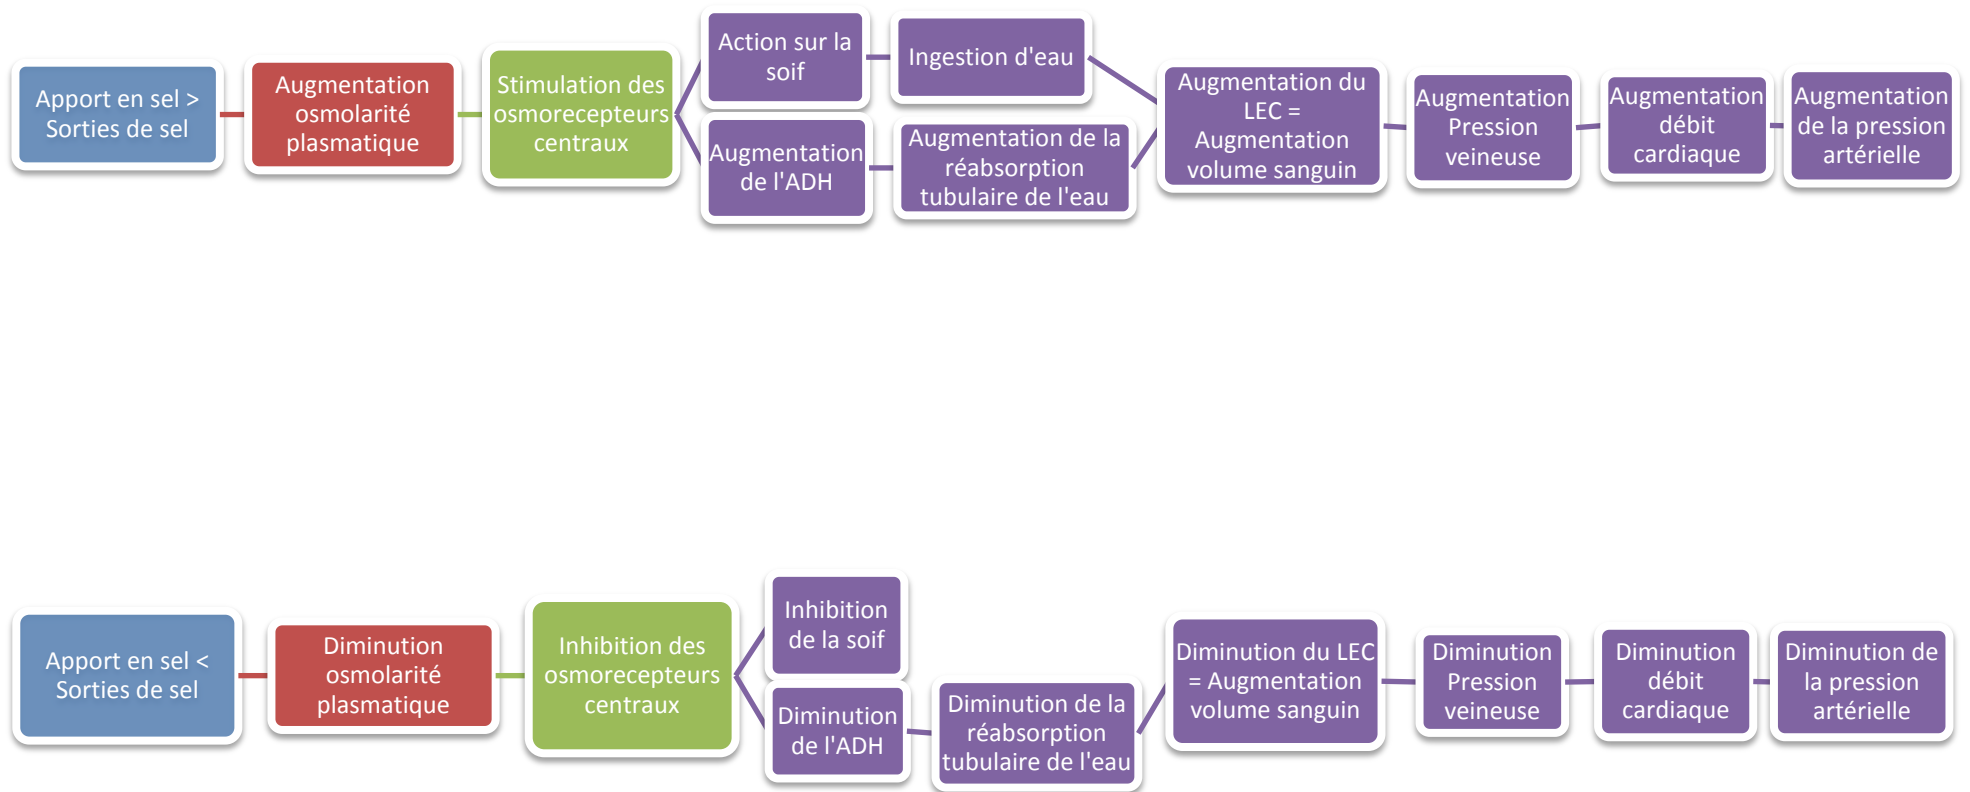 Apport en sel >
Sorties de sel
Augmentation
osmolarité
plasmatique
Stimulation des
osmorecepteurs
centraux
Action sur la
soif
Ingestion d'eau
Augmentation
de l'ADH
Augmentation de la
réabsorption
tubulaire de l'eau
Augmentation du
LEC =
Augmentation
volume sanguin
Augmentation
Pression
veineuse
Augmentation
débit
cardiaque
Augmentation
de la pression
artérielle
Apport en sel <
Sorties de sel
Diminution
osmolarité
plasmatique
Inhibition des
osmorecepteurs
centraux
Inhibition
de la soif
Diminution
de l'ADH
Diminution de la
réabsorption
tubulaire de l'eau
Diminution du LEC
= Augmentation
volume sanguin
Diminution
Pression
veineuse
Diminution
débit
cardiaque
Diminution de
la pression
artérielle